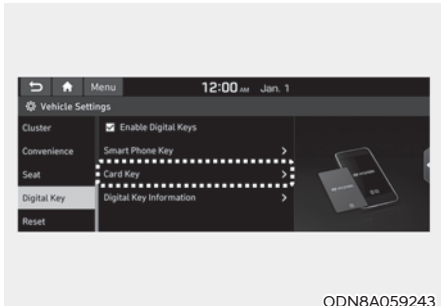 Menu 12:00 AM Jan. 1
Vehicle Settings
Cluster
Enable Digital Keys
Convenience
Smart Phone Key
Seat
Card Key
Digital Key
Digital Key Information
Reset
ODN8A059243